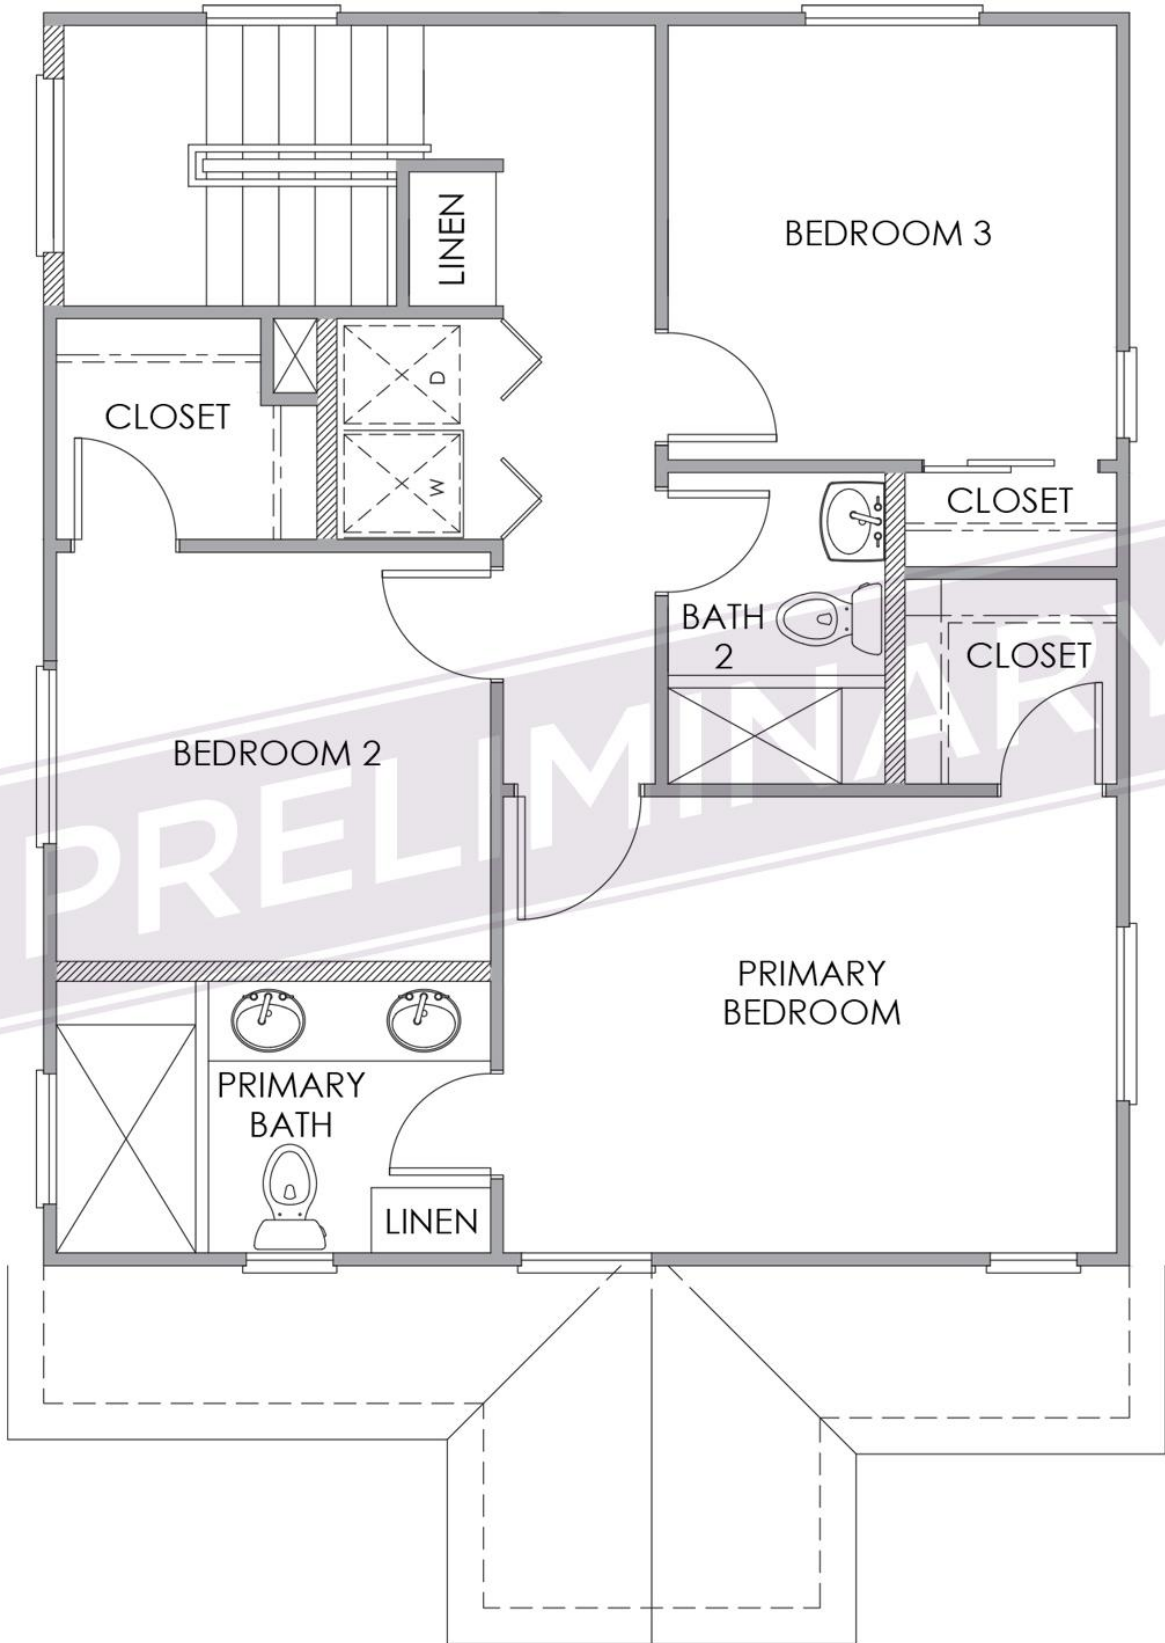 BEDROOM 3
LINEN
D
CLOSET
W
CLOSET
BATH
2
CLOSET
BEDROOM 2
PRELIMINARY
PRIMARY
BEDROOM
PRIMARY
BATH
LINEN